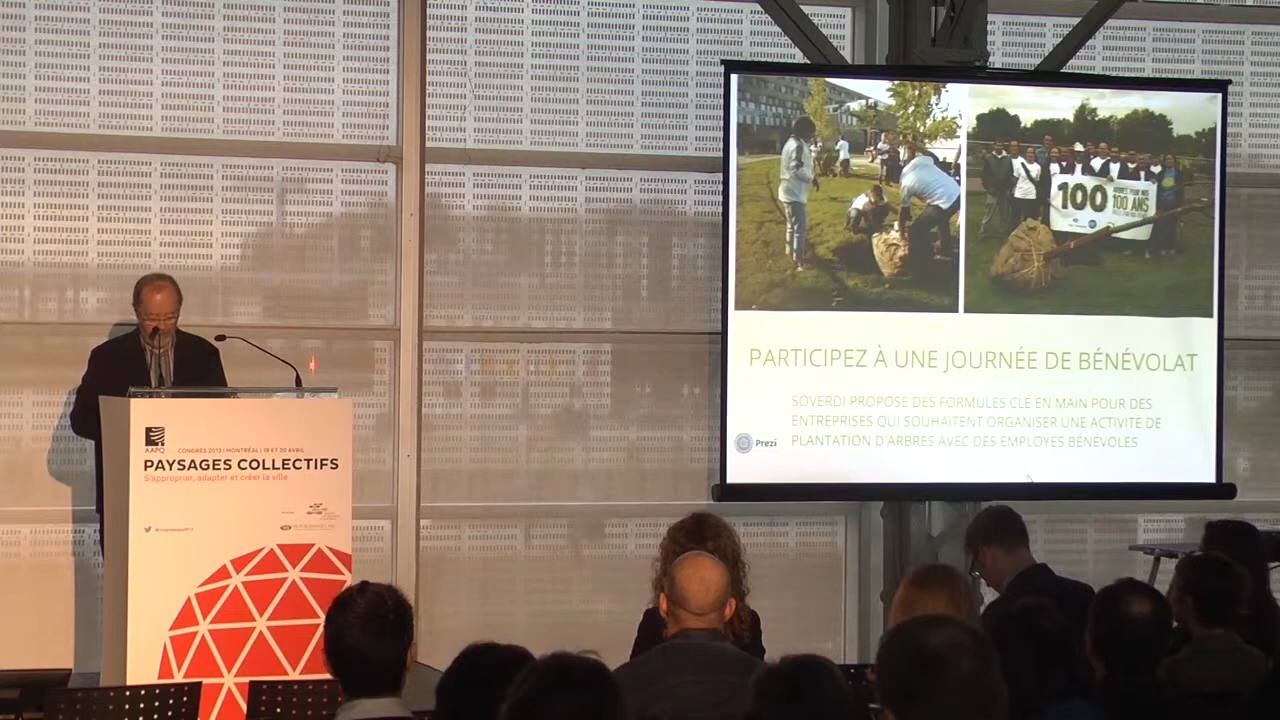 AAPQ
CONGRÈS 2013 | MONTRÉAL | 19 ET 20 AVRIL
PAYSAGES COLLECTIFS
S'approprier, adapter et créer la ville
100
100 ANS
PARTICIPEZ À UNE JOURNÉE DE BÉNÉVOLAT
SOVERDI PROPOSE DES FORMULES CLÉ EN MAIN POUR DES
ENTREPRISES QUI SOUHAITENT ORGANISER UNE ACTIVITÉ DE
PLANTATION D'ARBRES AVEC DES EMPLOYÉS BÉNÉVOLES
Prezi